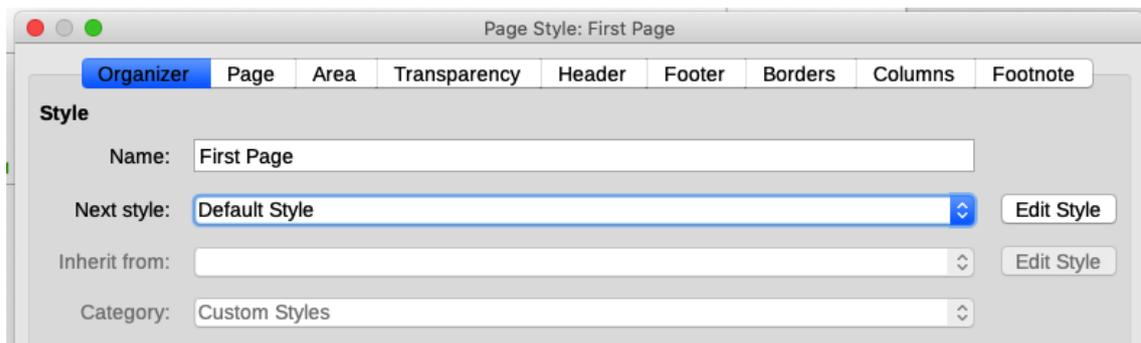 Page Style: First Page
Organizer Page Area Transparency Header Footer Borders Columns Footnote
Style
Name: First Page
Next style: Default Style Edit Style
Inherit from: Edit Style
Category: Custom Styles